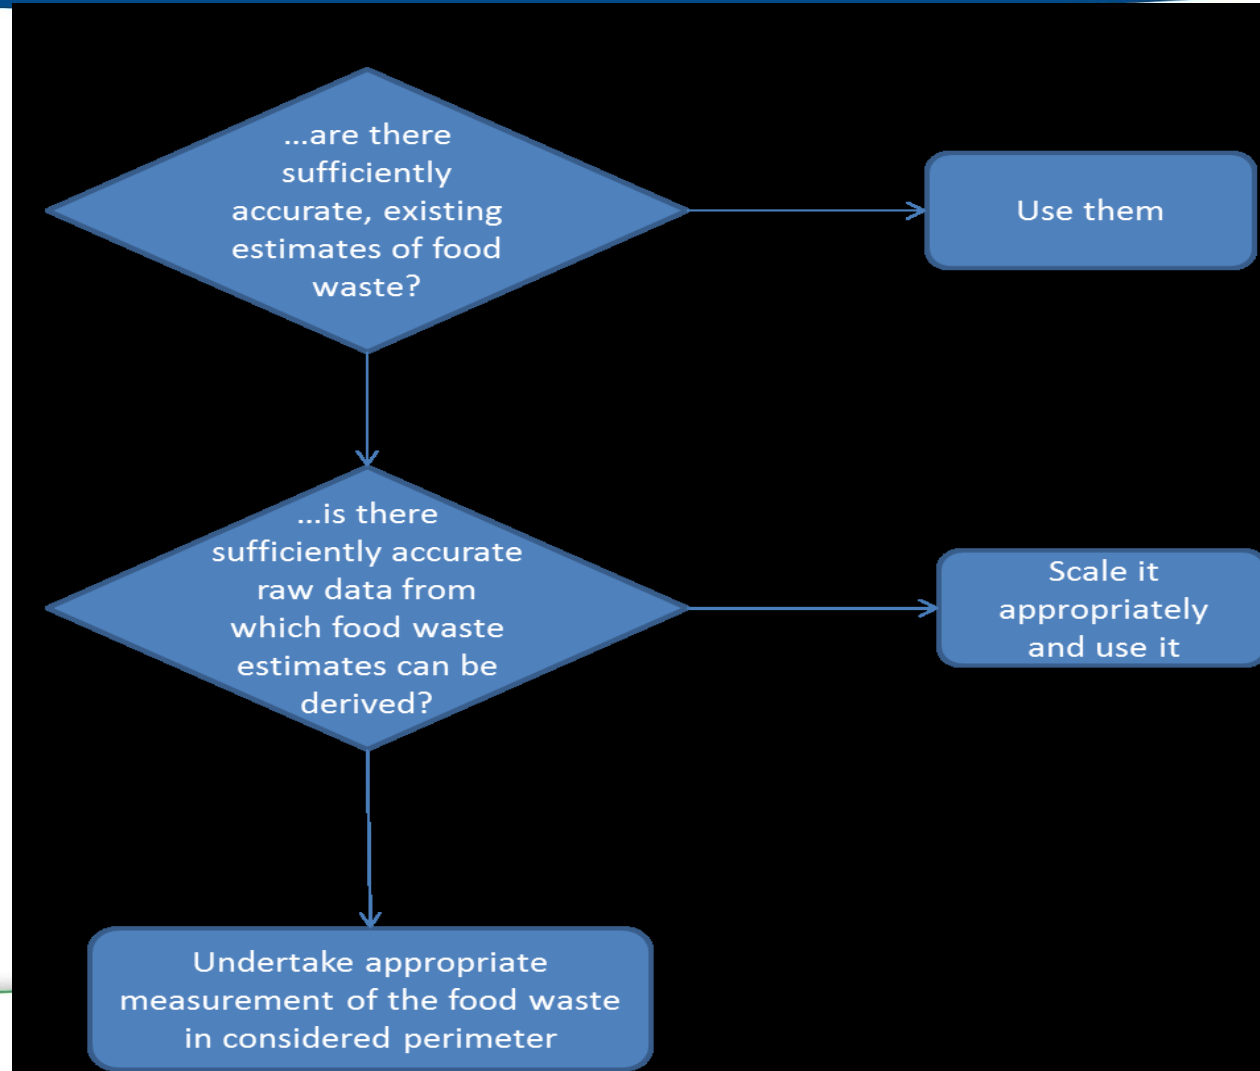 ...are there
sufficiently
accurate, existing
estimates of food
waste?
Use them
...is there
sufficiently accurate
raw data from
which food waste
estimates can be
derived?
Scale it
appropriately
and use it
Undertake appropriate
measurement of the food waste
in considered perimeter